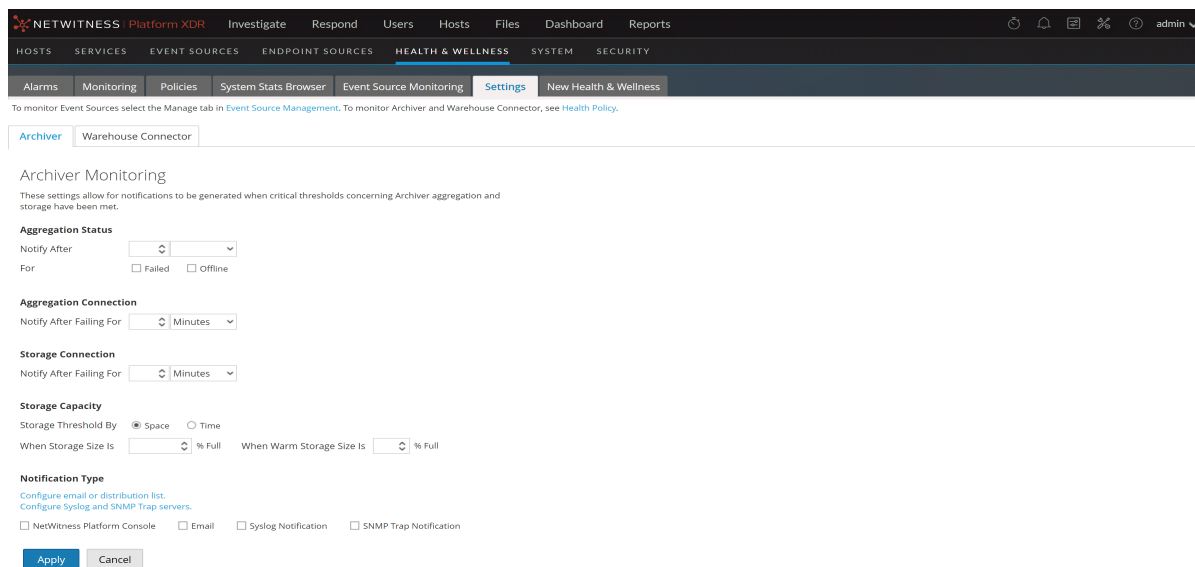 NETWITNESS Platform XDR Investigate Respond Users Hosts Files Dashboard Reports admin
HOSTS SERVICES EVENT SOURCES ENDPOINT SOURCES HEALTH & WELLNESS SYSTEM SECURITY
Alarms Monitoring Policies System Stats Browser Event Source Monitoring Settings New Health & Wellness
To monitor Event Sources select the Manage tab in Event Source Management. To monitor Archiver and Warehouse Connector, see Health Policy.
Archiver Warehouse Connector
Archiver Monitoring
These settings allow for notifications to be generated when critical thresholds concerning Archiver aggregation and
storage have been met.
Aggregation Status
Notify After
For Failed Offline
Aggregation Connection
Notify After Failing For Minutes
Storage Connection
Notify After Failing For Minutes
Storage Capacity
Storage Threshold By Space Time
When Storage Size Is % Full When Warm Storage Size Is % Full
Notification Type
Configure email or distribution list.
Configure Syslog and SNMP Trap servers.
NetWitness Platform Console Email Syslog Notification SNMP Trap Notification
Apply Cancel